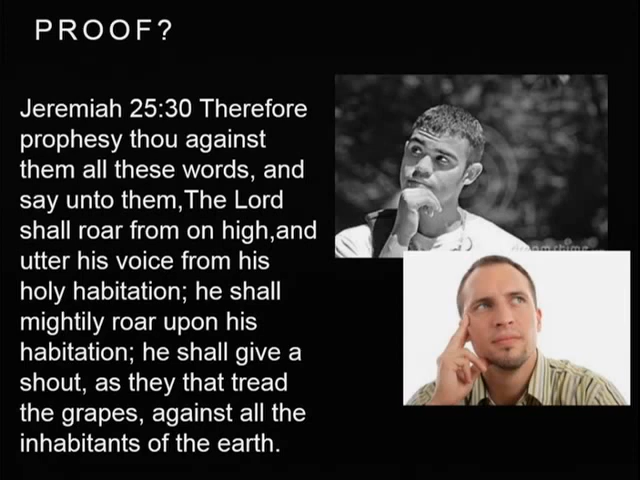 PROOF?
Jeremiah 25:30 Therefore
prophesy thou against
them all these words, and
say unto them,The Lord
shall roar from on high,and
utter his voice from his
holy habitation; he shall
mightily roar upon his
habitation; he shall give a
shout, as they that tread
the grapes, against all the
inhabitants of the earth.
dreamstime